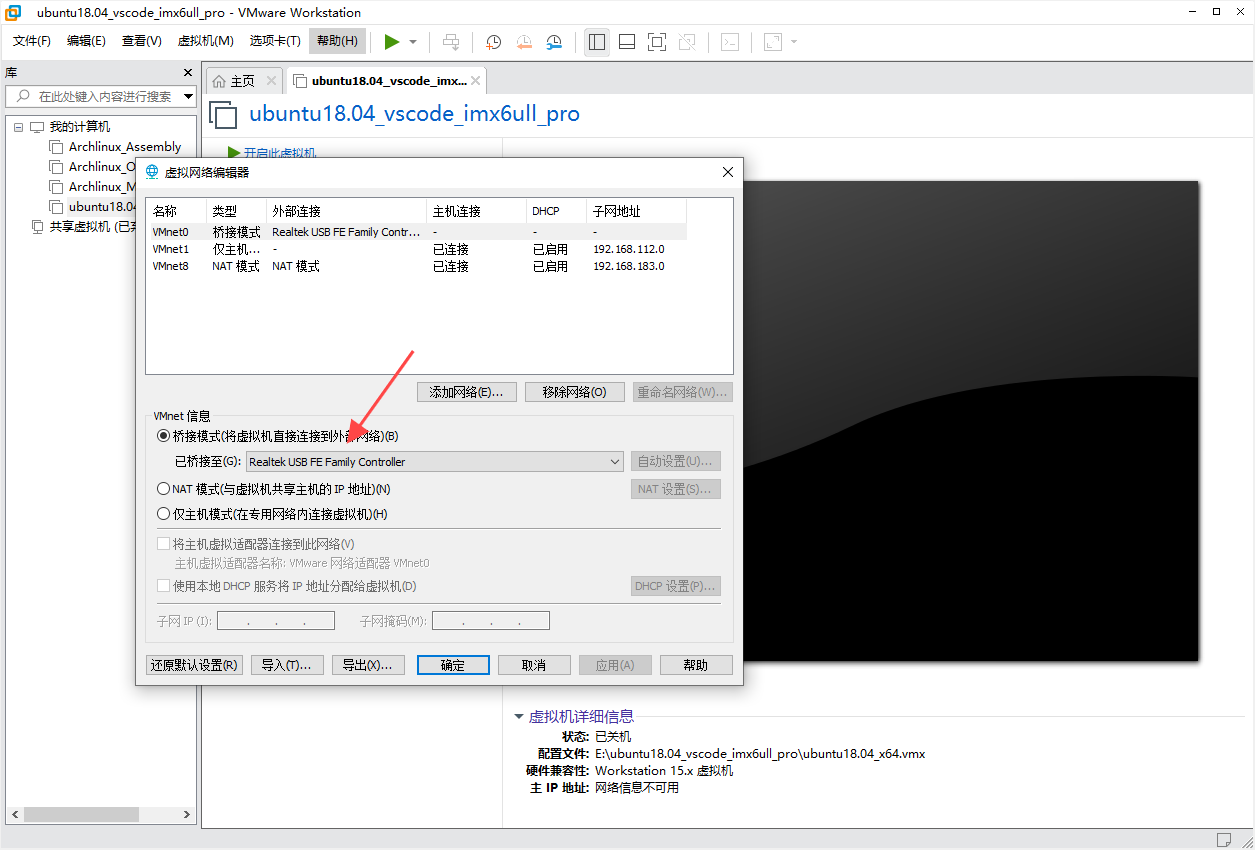 ubuntu18.04_vscode_imx6ull_pro - VMware Workstation
文件(F) 编辑(E) 查看(V) 虚拟机(M) 选项卡(T) 帮助(H)
库
在此处键入内容进行搜索
我的计算机
Archlinux_Assembly
Archlinux_O
Archlinux_M
ubuntu18.04
共享虚拟机 (已
主页
ubuntu18.04_vscode_imx...
ubuntu18.04_vscode_imx6ull_pro
开启此虚拟机
虚拟网络编辑器
名称 类型 外部连接 主机连接 DHCP 子网地址
VMnet0 桥接模式 Realtek USB FE Family Contr... - - -
VMnet1 仅主机... - 已连接 已启用 192.168.112.0
VMnet8 NAT 模式 NAT 模式 已连接 已启用 192.168.183.0
添加网络(E)... 移除网络(O) 重命名网络(W)...
VMnet 信息
桥接模式(将虚拟机直接连接到外部网络)(B)
已桥接至(G): Realtek USB FE Family Controller 自动设置(U)...
NAT 模式(与虚拟机共享主机的 IP 地址)(N) NAT 设置(S)...
仅主机模式(在专用网络内连接虚拟机)(H)
将主机虚拟适配器连接到此网络(V)
主机虚拟适配器名称: VMware 网络适配器 VMnet0
使用本地 DHCP 服务将 IP 地址分配给虚拟机(D) DHCP 设置(P)...
子网 IP (I): . . . 子网掩码(M): . . .
还原默认设置(R) 导入(T)... 导出(X)... 确定 取消 应用(A) 帮助
虚拟机详细信息
状态: 已关机
配置文件: E:\ubuntu18.04_vscode_imx6ull_pro\ubuntu18.04_x64.vmx
硬件兼容性: Workstation 15.x 虚拟机
主 IP 地址: 网络信息不可用